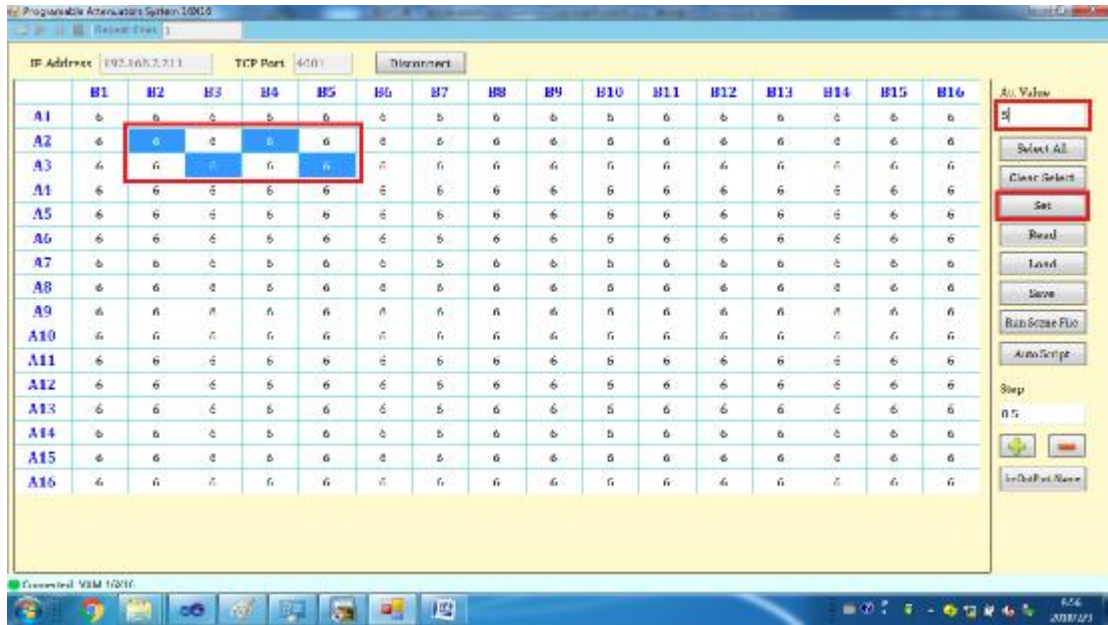 Programable Attenuators System 16X16
Repeat Times 1
IP Address 192.168.2.211 TCP Port 4001 Disconnect
B1 B2 B3 B4 B5 B6 B7 B8 B9 B10 B11 B12 B13 B14 B15 B16 Att. Value
A1 6 6 6 6 6 6 6 6 6 6 6 6 6 6 6 6
A2 6 6 6 6 6 6 6 6 6 6 6 6 6 6 6 6
A3 6 6 6 6 6 6 6 6 6 6 6 6 6 6 6 6
A4 6 6 6 6 6 6 6 6 6 6 6 6 6 6 6 6
A5 6 6 6 6 6 6 6 6 6 6 6 6 6 6 6 6
A6 6 6 6 6 6 6 6 6 6 6 6 6 6 6 6 6
A7 6 6 6 6 6 6 6 6 6 6 6 6 6 6 6 6
A8 6 6 6 6 6 6 6 6 6 6 6 6 6 6 6 6
A9 6 6 6 6 6 6 6 6 6 6 6 6 6 6 6 6
A10 6 6 6 6 6 6 6 6 6 6 6 6 6 6 6 6
A11 6 6 6 6 6 6 6 6 6 6 6 6 6 6 6 6
A12 6 6 6 6 6 6 6 6 6 6 6 6 6 6 6 6
A13 6 6 6 6 6 6 6 6 6 6 6 6 6 6 6 6
A14 6 6 6 6 6 6 6 6 6 6 6 6 6 6 6 6
A15 6 6 6 6 6 6 6 6 6 6 6 6 6 6 6 6
A16 6 6 6 6 6 6 6 6 6 6 6 6 6 6 6 6
Select All
Clear Select
Set
Read
Load
Save
Run Scene File
Auto Script
Step
0.5
Connected 16X16
2018/2/3